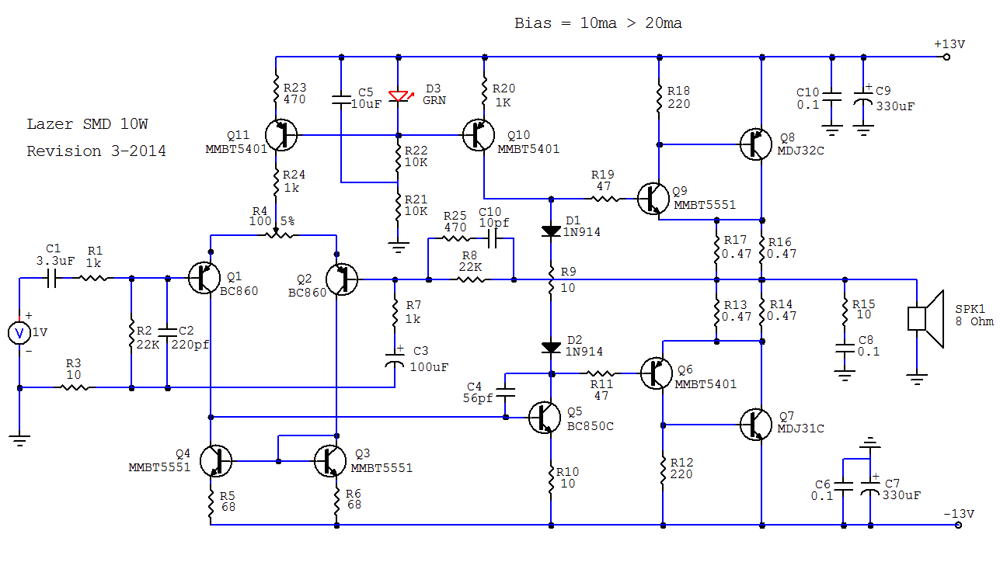 Bias = 10ma > 20ma
+13V
Lazer SMD 10W
Revision 3-2014
R23
470
C5
10uF
D3
GRN
R20
1K
R18
220
C10
0.1
+
C9
330uF
Q11
MMBT5401
Q10
MMBT5401
Q8
MDJ32C
R22
10K
R24
1k
R19
47
Q9
MMBT5551
R21
10K
R4
100
5%
R25
470
C10
10pf
D1
1N914
R17
0.47
R16
0.47
C1
3.3uF
R1
1k
R8
22K
Q1
BC860
Q2
BC860
R9
10
R7
1k
R13
0.47
R14
0.47
R15
10
SPK1
8 Ohm
+
V
1V
-
R2
22K
C2
220pf
+
C3
100uF
D2
1N914
C8
0.1
R3
10
C4
56pf
R11
47
Q6
MMBT5401
Q5
BC850C
Q7
MDJ31C
Q4
MMBT5551
Q3
MMBT5551
R10
10
R12
220
R5
68
R6
68
C6
0.1
+
C7
330uF
-13V